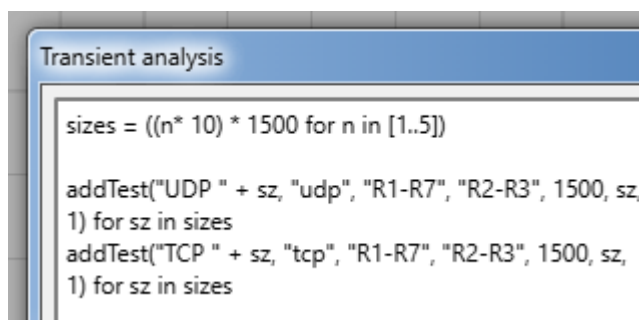 Transient analysis
sizes = ((n* 10) * 1500 for n in [1..5])
addTest("UDP " + sz, "udp", "R1-R7", "R2-R3", 1500, sz,
1) for sz in sizes
addTest("TCP " + sz, "tcp", "R1-R7", "R2-R3", 1500, sz,
1) for sz in sizes